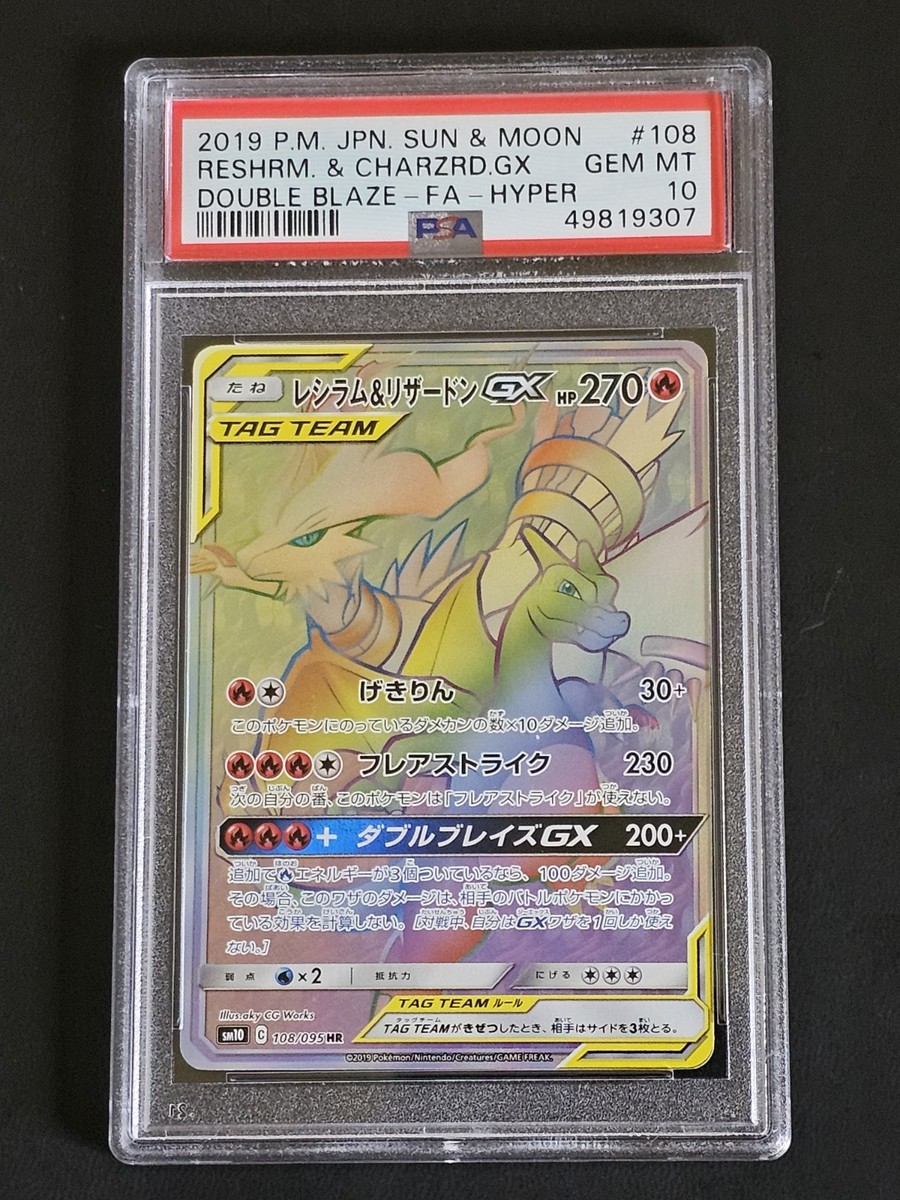 2019 P.M. JPN. SUN & MOON #108
RESHRM. & CHARZRD.GX GEM MT
DOUBLE BLAZE-FA-HYPER 10
PSA 49819307
たね レシラム&リザードンGX HP270
TAG TEAM
げきりん 30+
このポケモンにのっているダメカンの数×10ダメージ追加。
フレアストライク 230
次の自分の番、このポケモンは「フレアストライク」が使えない。
+ ダブルブレイズGX 200+
追加でエネルギーが3個ついているなら、100ダメージ追加。
その場合、このワザのダメージは、相手のバトルポケモンにかかっ
ている効果を計算しない。[対戦中、自分はGXワザを1回しか使え
ない。]
弱点 ×2 抵抗力 にげる
TAG TEAM ルール
Illus.aky CG Works
TAG TEAMがきぜつしたとき、相手はサイドを3枚とる。
sm10 C 108/095 HR
©2019 Pokémon/Nintendo/Creatures/GAME FREAK.